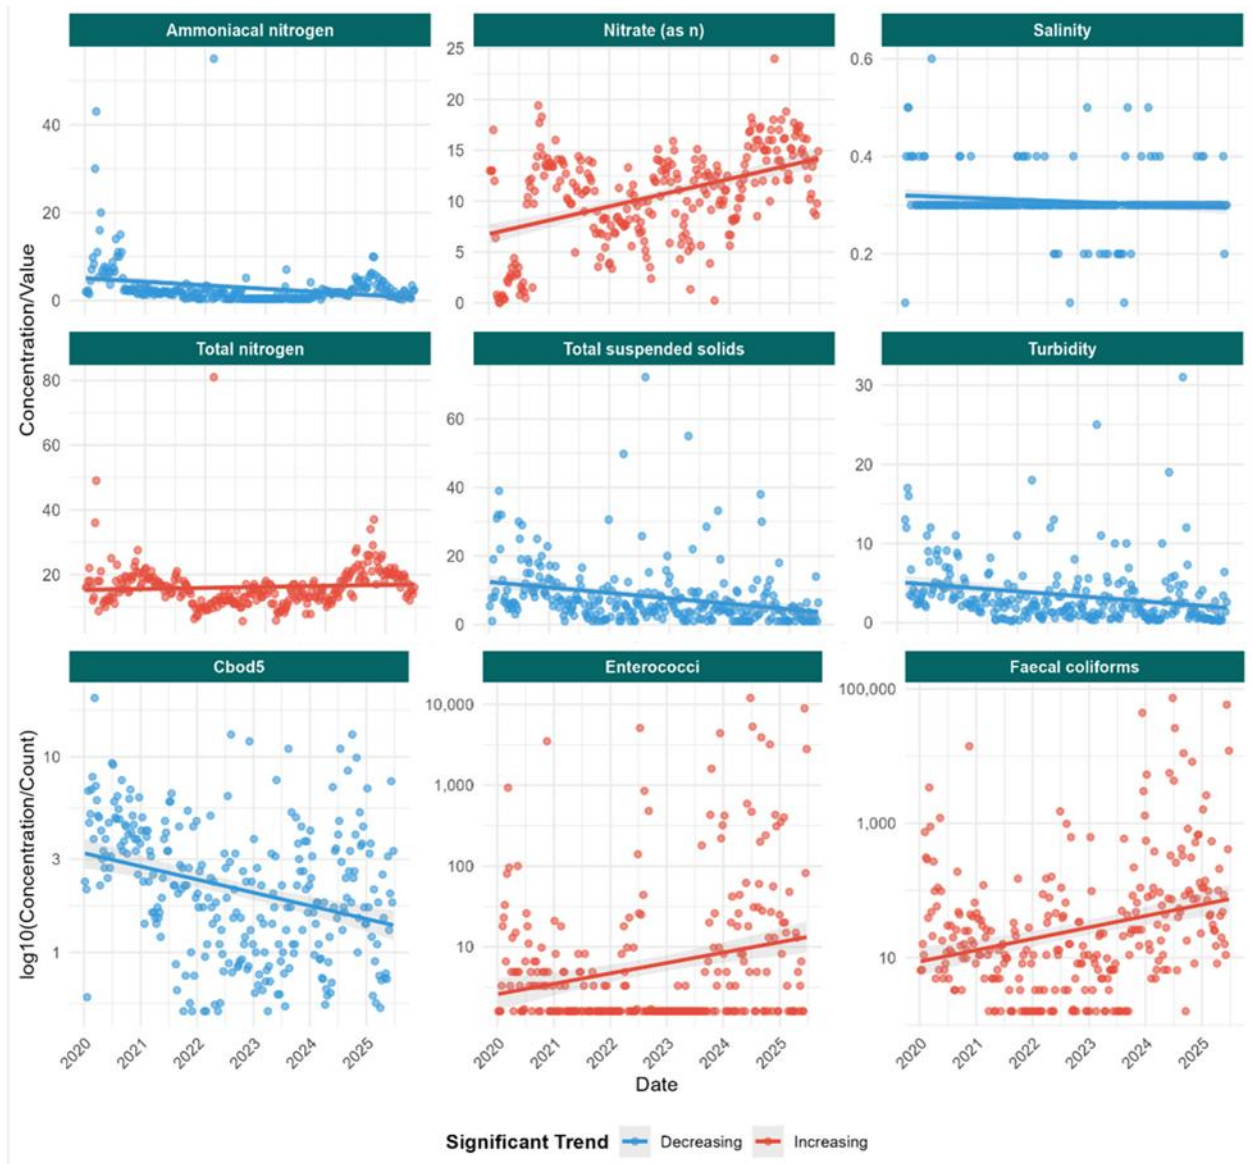 Ammoniacal nitrogen
Nitrate (as n)
Salinity
40
20
0
25
20
15
10
5
0
0.6
0.4
0.2
Concentration/Value
Total nitrogen
Total suspended solids
Turbidity
80
60
40
20
60
40
20
0
30
20
10
0
Cbod5
Enterococci
Faecal coliforms
10
3
1
10,000
1,000
100
10
100,000
1,000
10
log10(Concentration/Count)
2020 2021 2022 2023 2024 2025
2020 2021 2022 2023 2024 2025
2020 2021 2022 2023 2024 2025
Date
Significant Trend Decreasing Increasing